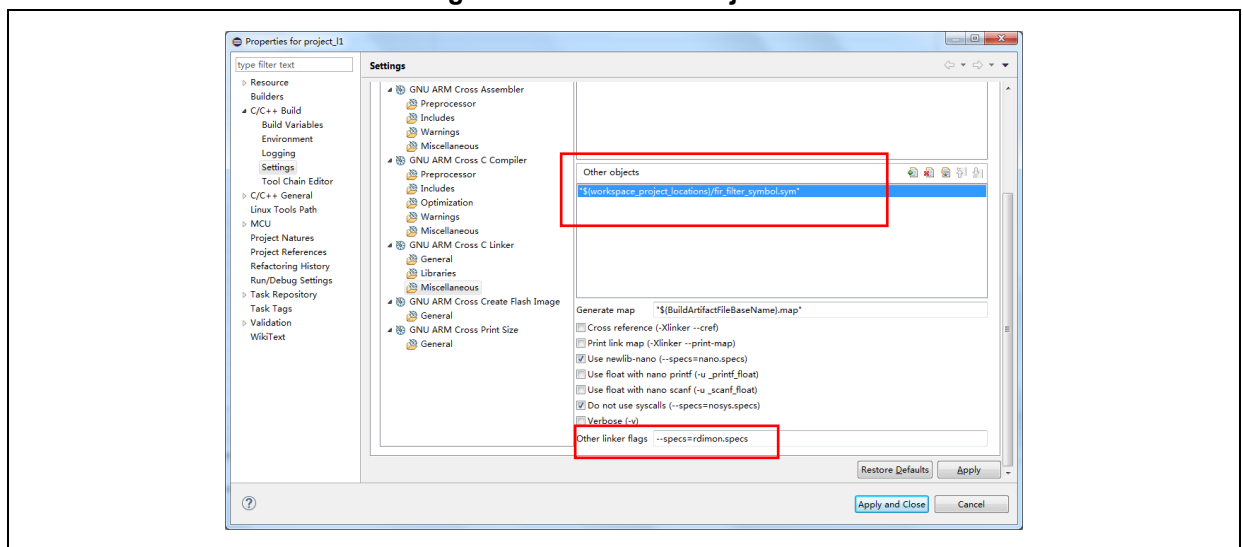 Properties for project_l1
type filter text
Resource
Builders
C/C++ Build
Build Variables
Environment
Logging
Settings
Tool Chain Editor
C/C++ General
Linux Tools Path
MCU
Project Natures
Project References
Refactoring History
Run/Debug Settings
Task Repository
Task Tags
Validation
WikiText
Settings
GNU ARM Cross Assembler
Preprocessor
Includes
Warnings
Miscellaneous
GNU ARM Cross C Compiler
Preprocessor
Includes
Optimization
Warnings
Miscellaneous
GNU ARM Cross C Linker
General
Libraries
Miscellaneous
GNU ARM Cross Create Flash Image
General
GNU ARM Cross Print Size
General
Other objects
"${workspace_project_locations}/fir_filter_symbol.sym"
Generate map "${BuildArtifactFileBaseName}.map"
Cross reference (-Xlinker --cref)
Print link map (-Xlinker --print-map)
Use newlib-nano (--specs=nano.specs)
Use float with nano printf (-u _printf_float)
Use float with nano scanf (-u _scanf_float)
Do not use syscalls (--specs=nosys.specs)
Verbose (-v)
Other linker flags --specs=rdimon.specs
Restore Defaults Apply
Apply and Close Cancel